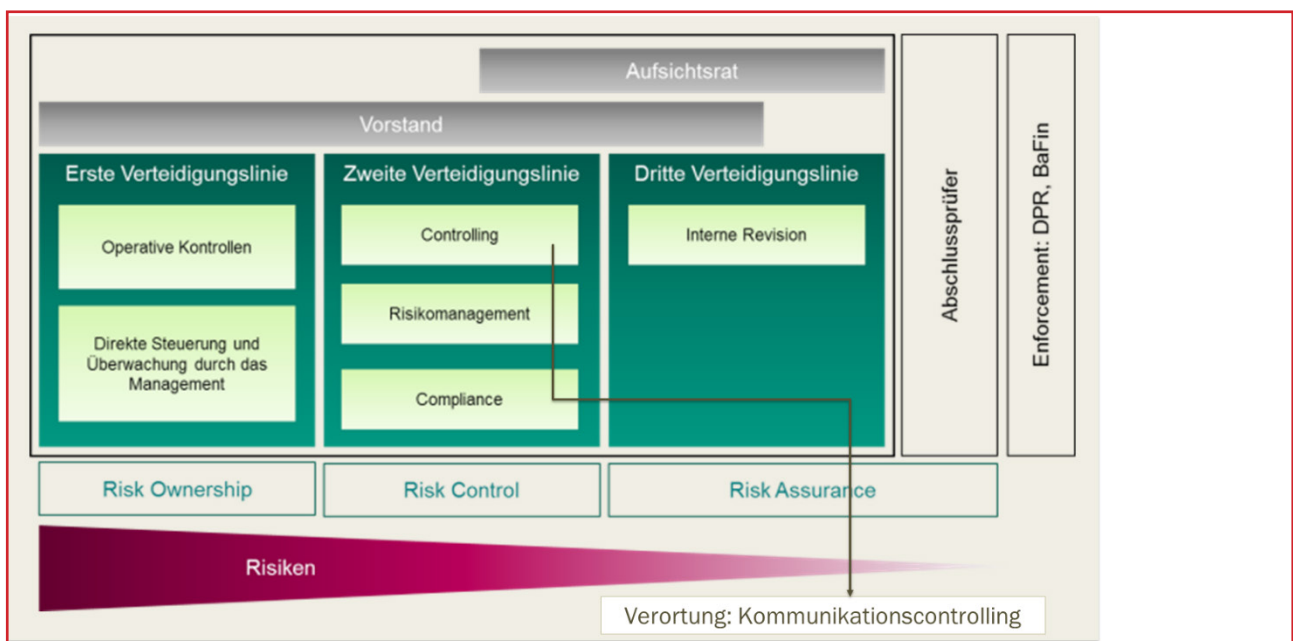 Aufsichtsrat
Vorstand
Erste Verteidigungslinie
Operative Kontrollen
Direkte Steuerung und
Überwachung durch das
Management
Zweite Verteidigungslinie
Controlling
Risikomanagement
Compliance
Dritte Verteidigungslinie
Interne Revision
Abschlussprüfer
Enforcement: DPR, BaFin
Risk Ownership
Risk Control
Risk Assurance
Risiken
Verortung: Kommunikationscontrolling